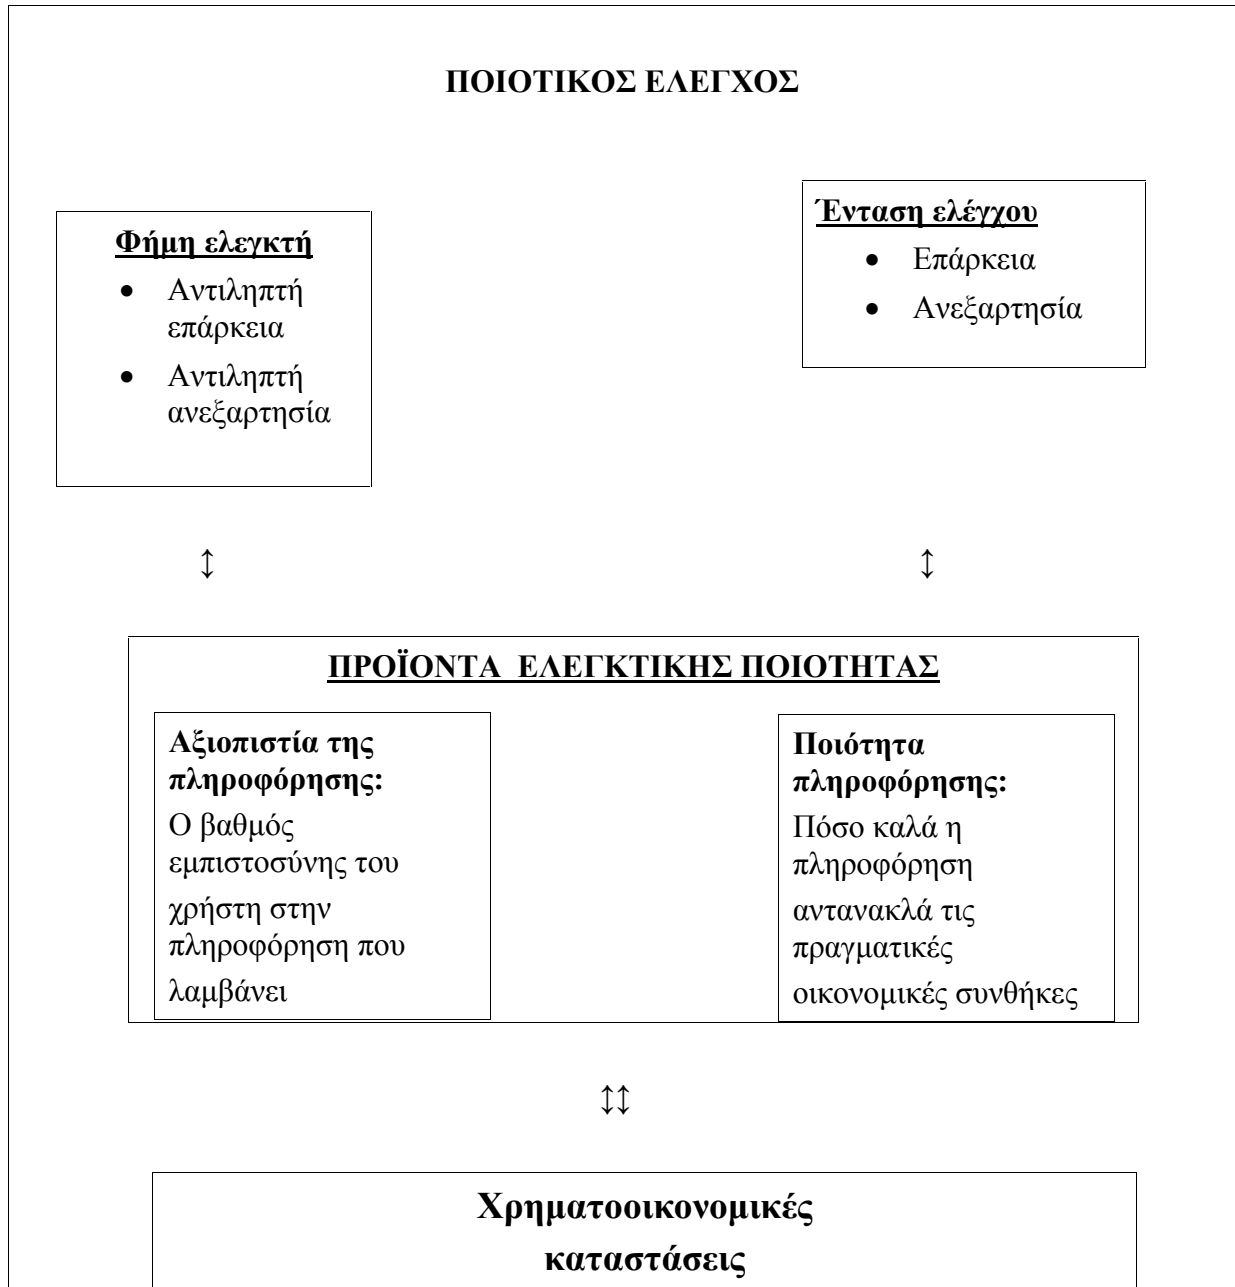 ΠΟΙΟΤΙΚΟΣ ΕΛΕΓΧΟΣ
Φήμη ελεγκτή
• Αντιληπτή
επάρκεια
• Αντιληπτή
ανεξαρτησία
Ένταση ελέγχου
• Επάρκεια
• Ανεξαρτησία
↕ ↕
ΠΡΟΪΟΝΤΑ ΕΛΕΓΚΤΙΚΗΣ ΠΟΙΟΤΗΤΑΣ
Αξιοπιστία της
πληροφόρησης:
Ο βαθμός
εμπιστοσύνης του
χρήστη στην
πληροφόρηση που
λαμβάνει
Ποιότητα
πληροφόρησης:
Πόσο καλά η
πληροφόρηση
αντανακλά τις
πραγματικές
οικονομικές συνθήκες
↕↕
Χρηματοοικονομικές
καταστάσεις